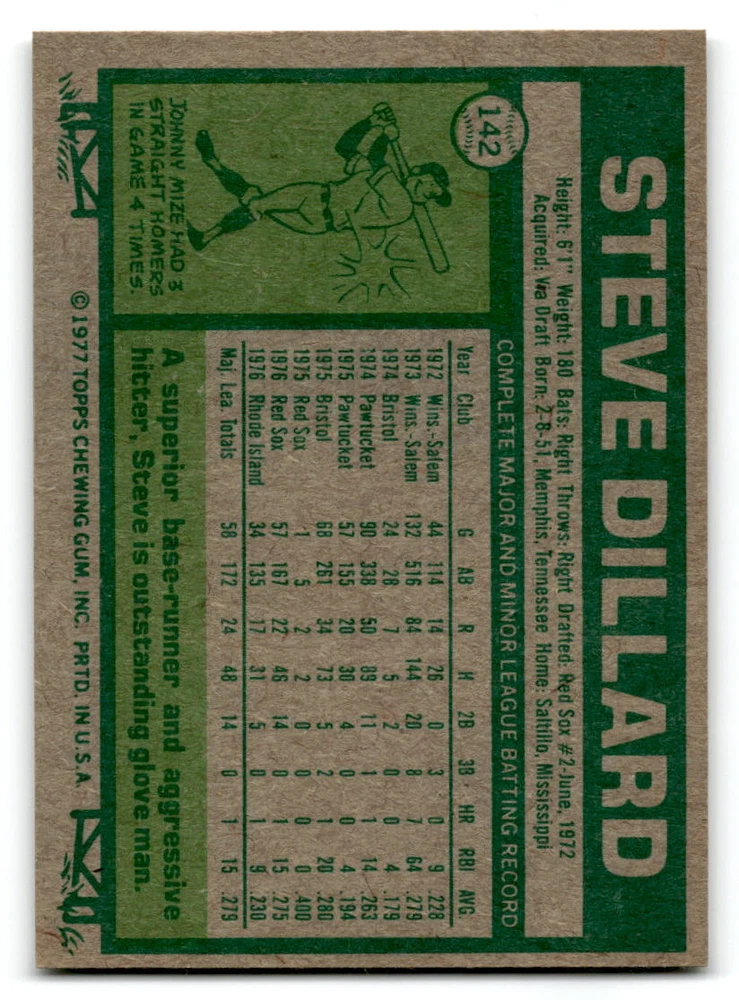 142
STEVE DILLARD
Height: 6'1" Weight: 180 Bats: Right Throws: Right Drafted: Red Sox #2-June, 1972
Acquired: Via Draft Born: 2-8-51, Memphis, Tennessee Home: Saltillo, Mississippi
COMPLETE MAJOR AND MINOR LEAGUE BATTING RECORD
Year Club G AB R H 2B 3B HR RBI AVG.
1972 Wins.-Salem 44 114 14 26 0 3 0 9 .228
1973 Wins.-Salem 132 516 84 144 20 8 7 64 .279
1974 Bristol 24 28 7 5 2 0 0 4 .179
1974 Pawtucket 90 338 50 89 11 1 14 .263
1975 Pawtucket 57 155 20 30 4 0 0 4 .194
1975 Bristol 68 261 34 73 5 2 1 20 .280
1975 Red Sox 1 5 2 2 0 0 0 0 .400
1976 Red Sox 57 167 22 46 14 0 1 15 .275
1976 Rhode Island 34 135 17 31 5 1 1 9 .230
Maj. Lea. Totals 58 172 24 48 14 0 1 15 .279
JOHNNY MIZE HAD 3
STRAIGHT HOMERS
IN GAME 4 TIMES.
A superior base-runner and aggressive
hitter, Steve is outstanding glove man.
© 1977 TOPPS CHEWING GUM, INC. PRTD. IN U.S.A.